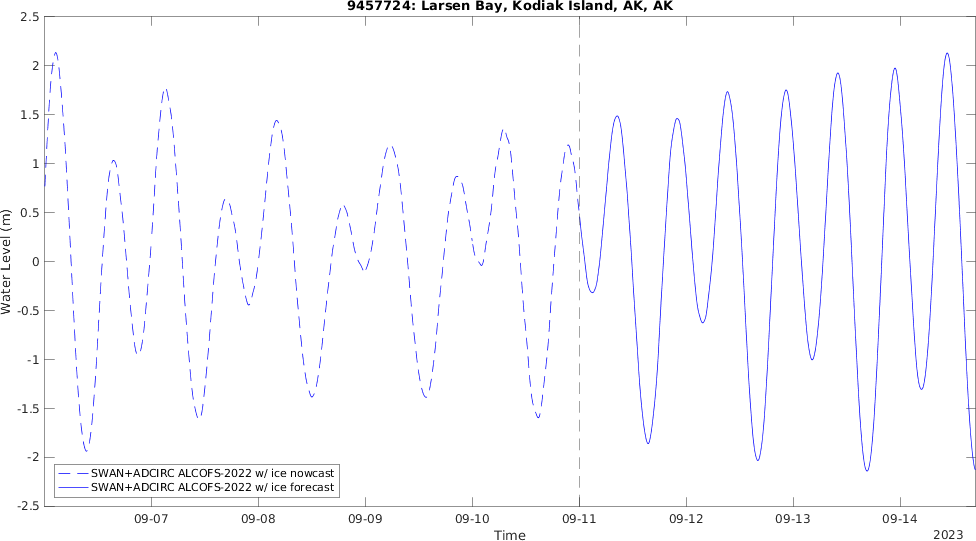 9457724: Larsen Bay, Kodiak Island, AK, AK
2.5
2
1.5
1
0.5
0
-0.5
-1
-1.5
-2
-2.5
Water Level (m)
SWAN+ADCIRC ALCOFS-2022 w/ ice nowcast
SWAN+ADCIRC ALCOFS-2022 w/ ice forecast
09-07 09-08 09-09 09-10 09-11 09-12 09-13 09-14
Time
2023